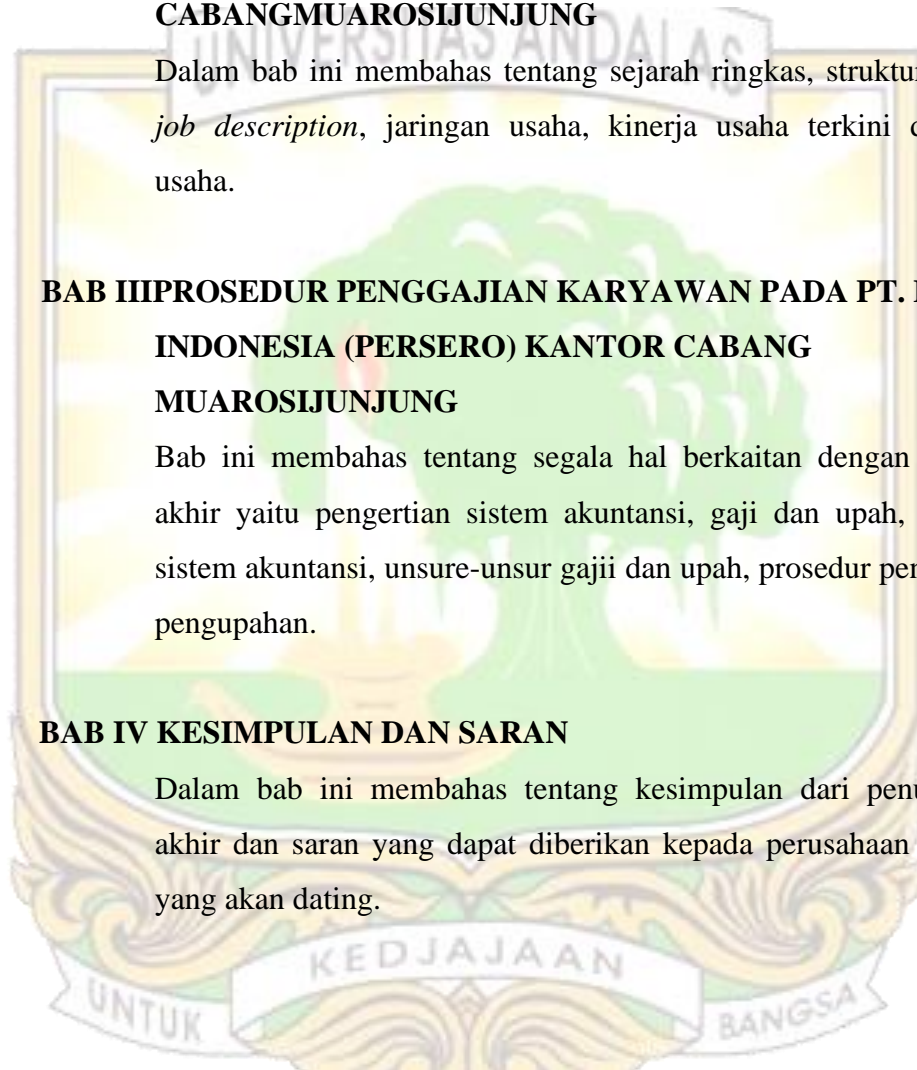 CABANGMUAROSIJUNJUNG
UNIVERSITAS ANDALAS
Dalam bab ini membahas tentang sejarah ringkas,
job description, jaringan usaha, kinerja usaha terkini
usaha.
BAB IIIPROSEDUR PENGGAJIAN KARYAWAN PADA PT.
INDONESIA (PERSERO) KANTOR CABANG
MUAROSIJUNJUNG
Bab ini membahas tentang segala hal berkaitan dengan
akhir yaitu pengertian sistem akuntansi, gaji dan upah,
sistem akuntansi, unsure-unsur gajii dan upah, prosedur
pengupahan.
BAB IV KESIMPULAN DAN SARAN
Dalam bab ini membahas tentang kesimpulan dari
akhir dan saran yang dapat diberikan kepada perusahaan
yang akan dating.
UNTUK KEDJAJAAN BANGSA